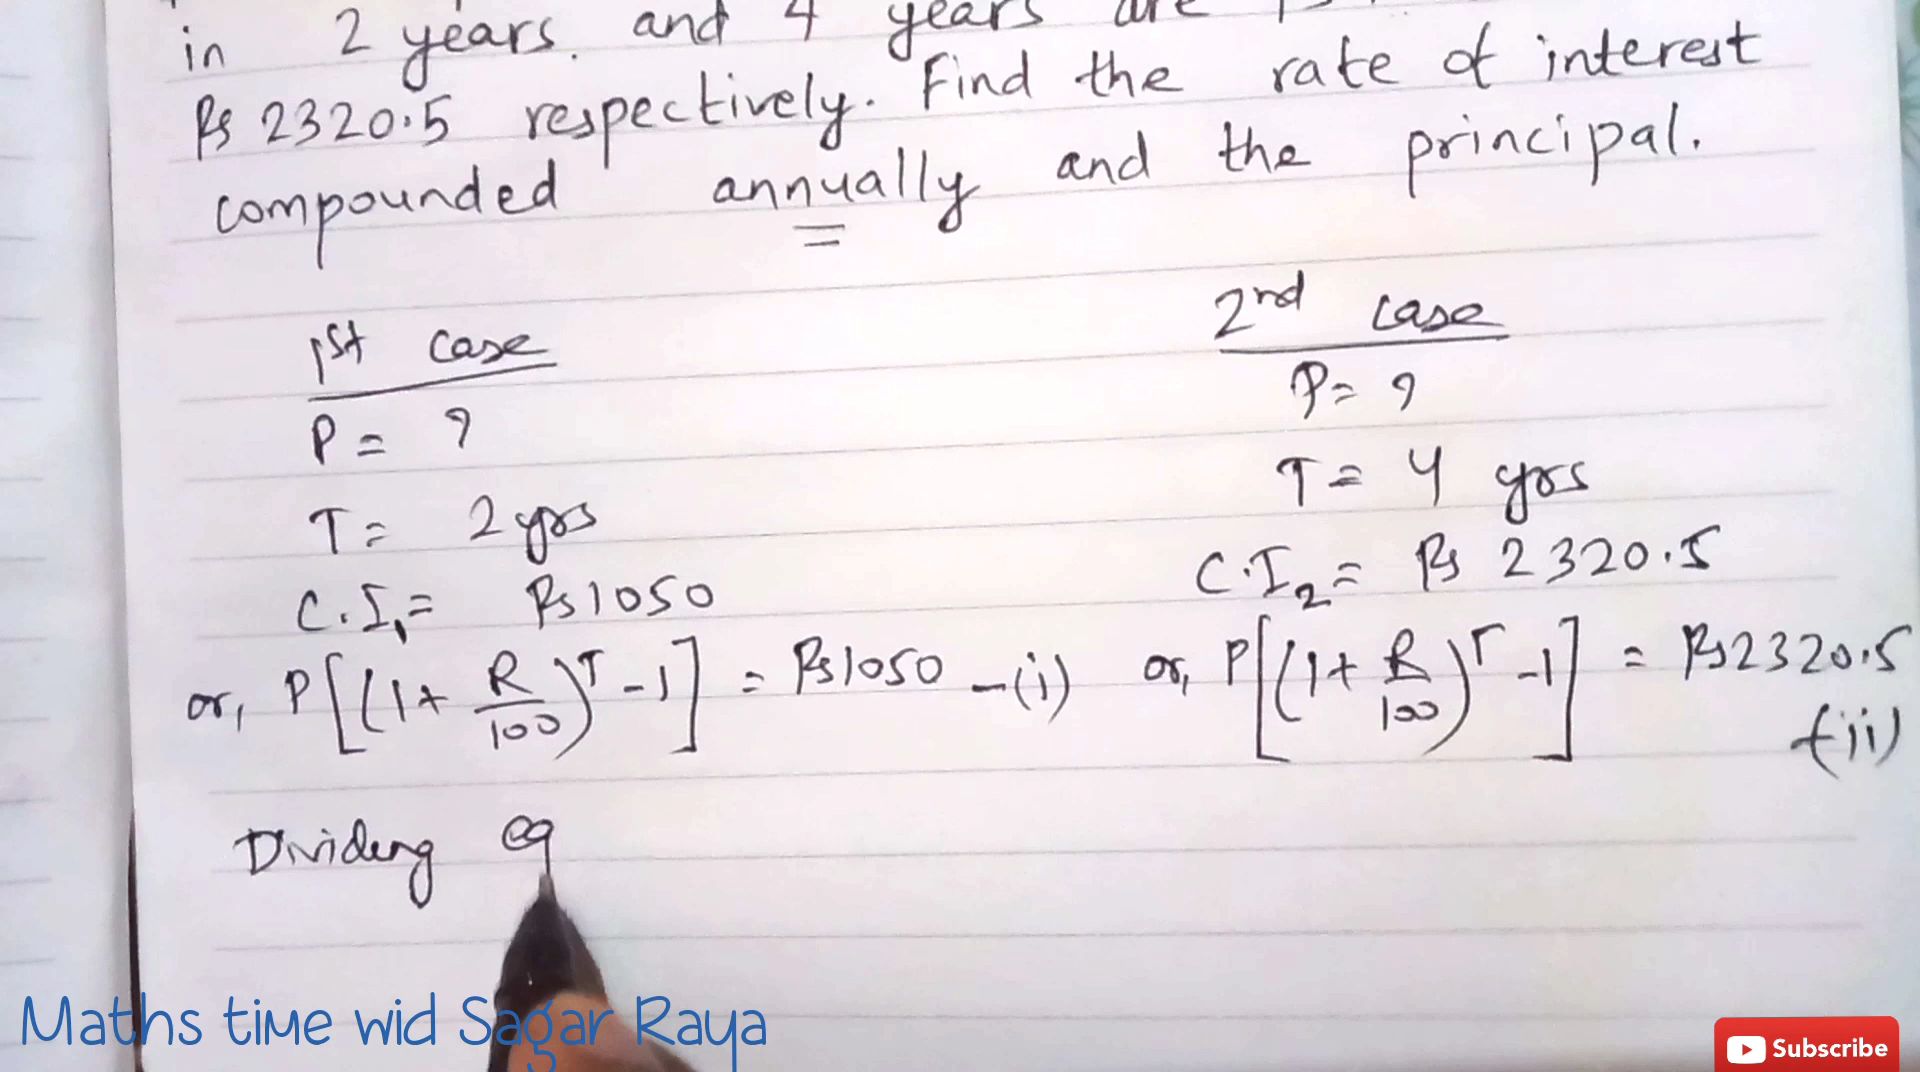 in 2 years and 4 years are
Rs 2320.5 respectively. Find the rate of interest
compounded annually and the principal.
1st case
P = ?
T = 2 yrs
C.I₁ = Rs 1050
or, P[(1 + R/100)^T - 1] = Rs 1050 - (i)
2nd case
P = ?
T = 4 yrs
C.I₂ = Rs 2320.5
or, P[(1 + R/100)^T - 1] = Rs 2320.5
- (ii)
Dividing eq
Maths time wid Sagar Raya
Subscribe